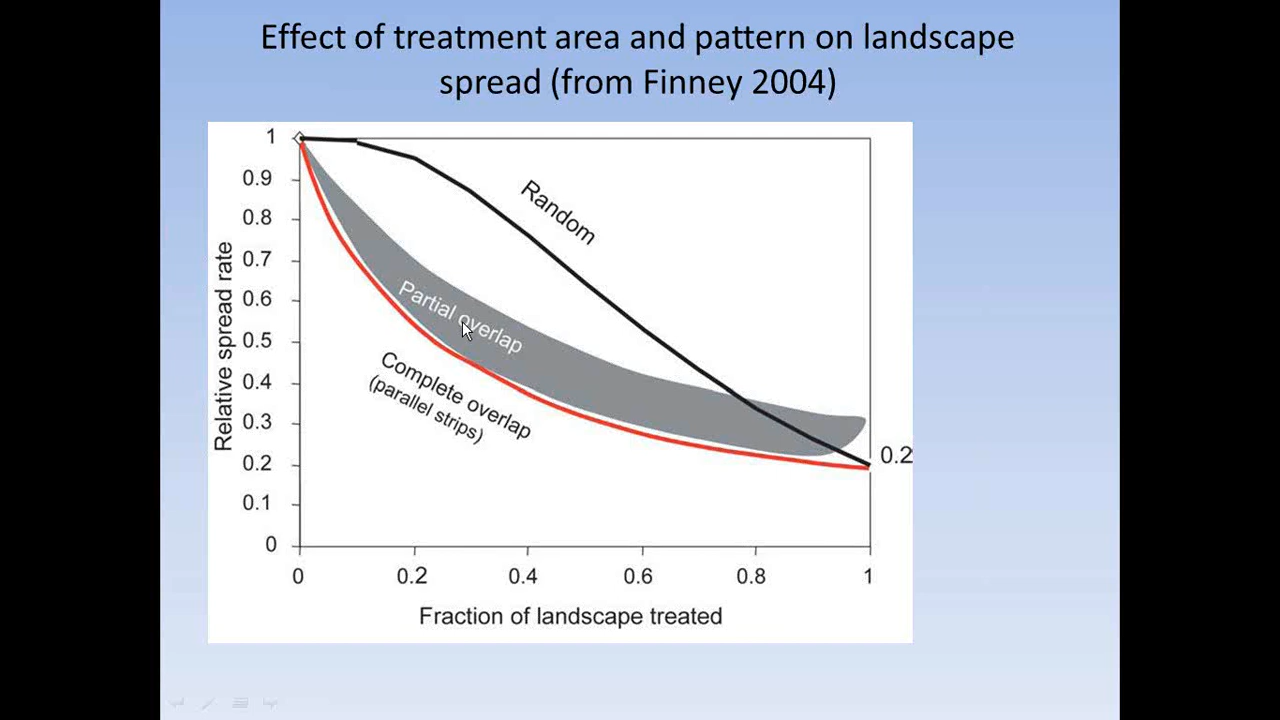 Effect of treatment area and pattern on landscape
spread (from Finney 2004)
1
0.9
0.8
0.7
0.6
0.5
0.4
0.3
0.2
0.1
0
Relative spread rate
Random
Partial overlap
Complete overlap
(parallel strips)
0.2
0 0.2 0.4 0.6 0.8 1
Fraction of landscape treated